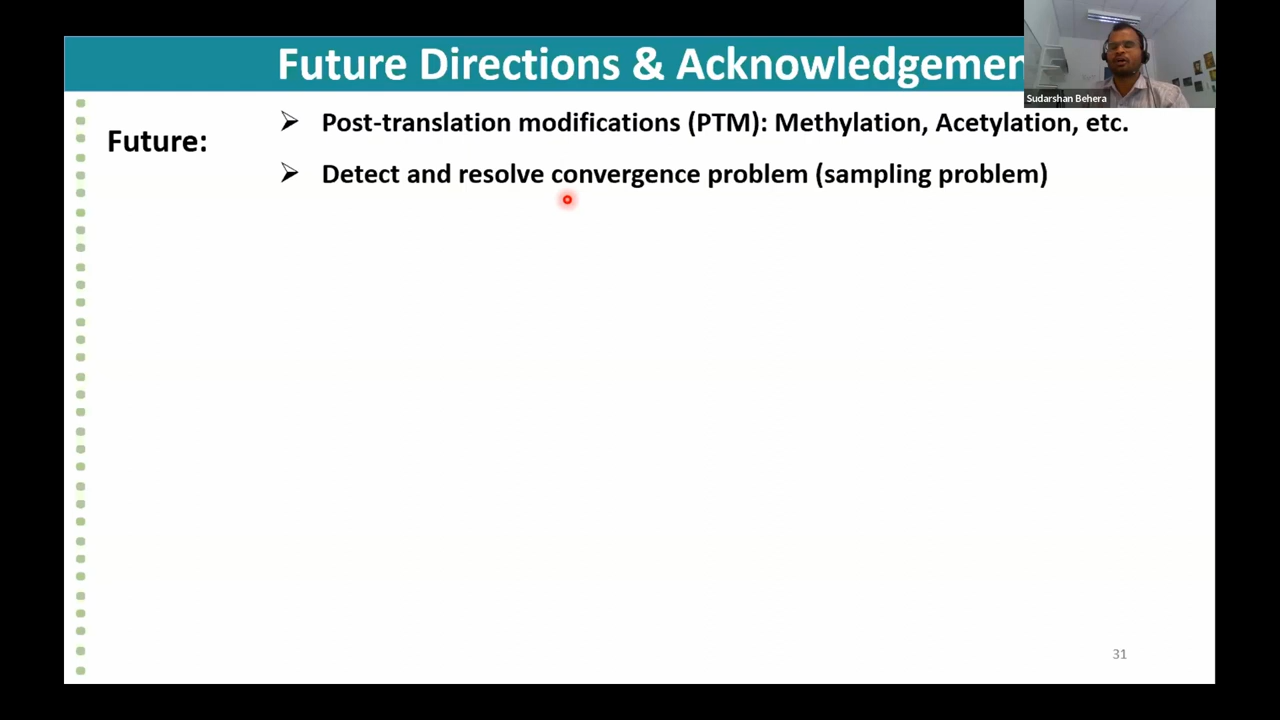 Future Directions & Acknowledgemen
Sudarshan Behera
Future:
Post-translation modifications (PTM): Methylation, Acetylation, etc.
Detect and resolve convergence problem (sampling problem)
31